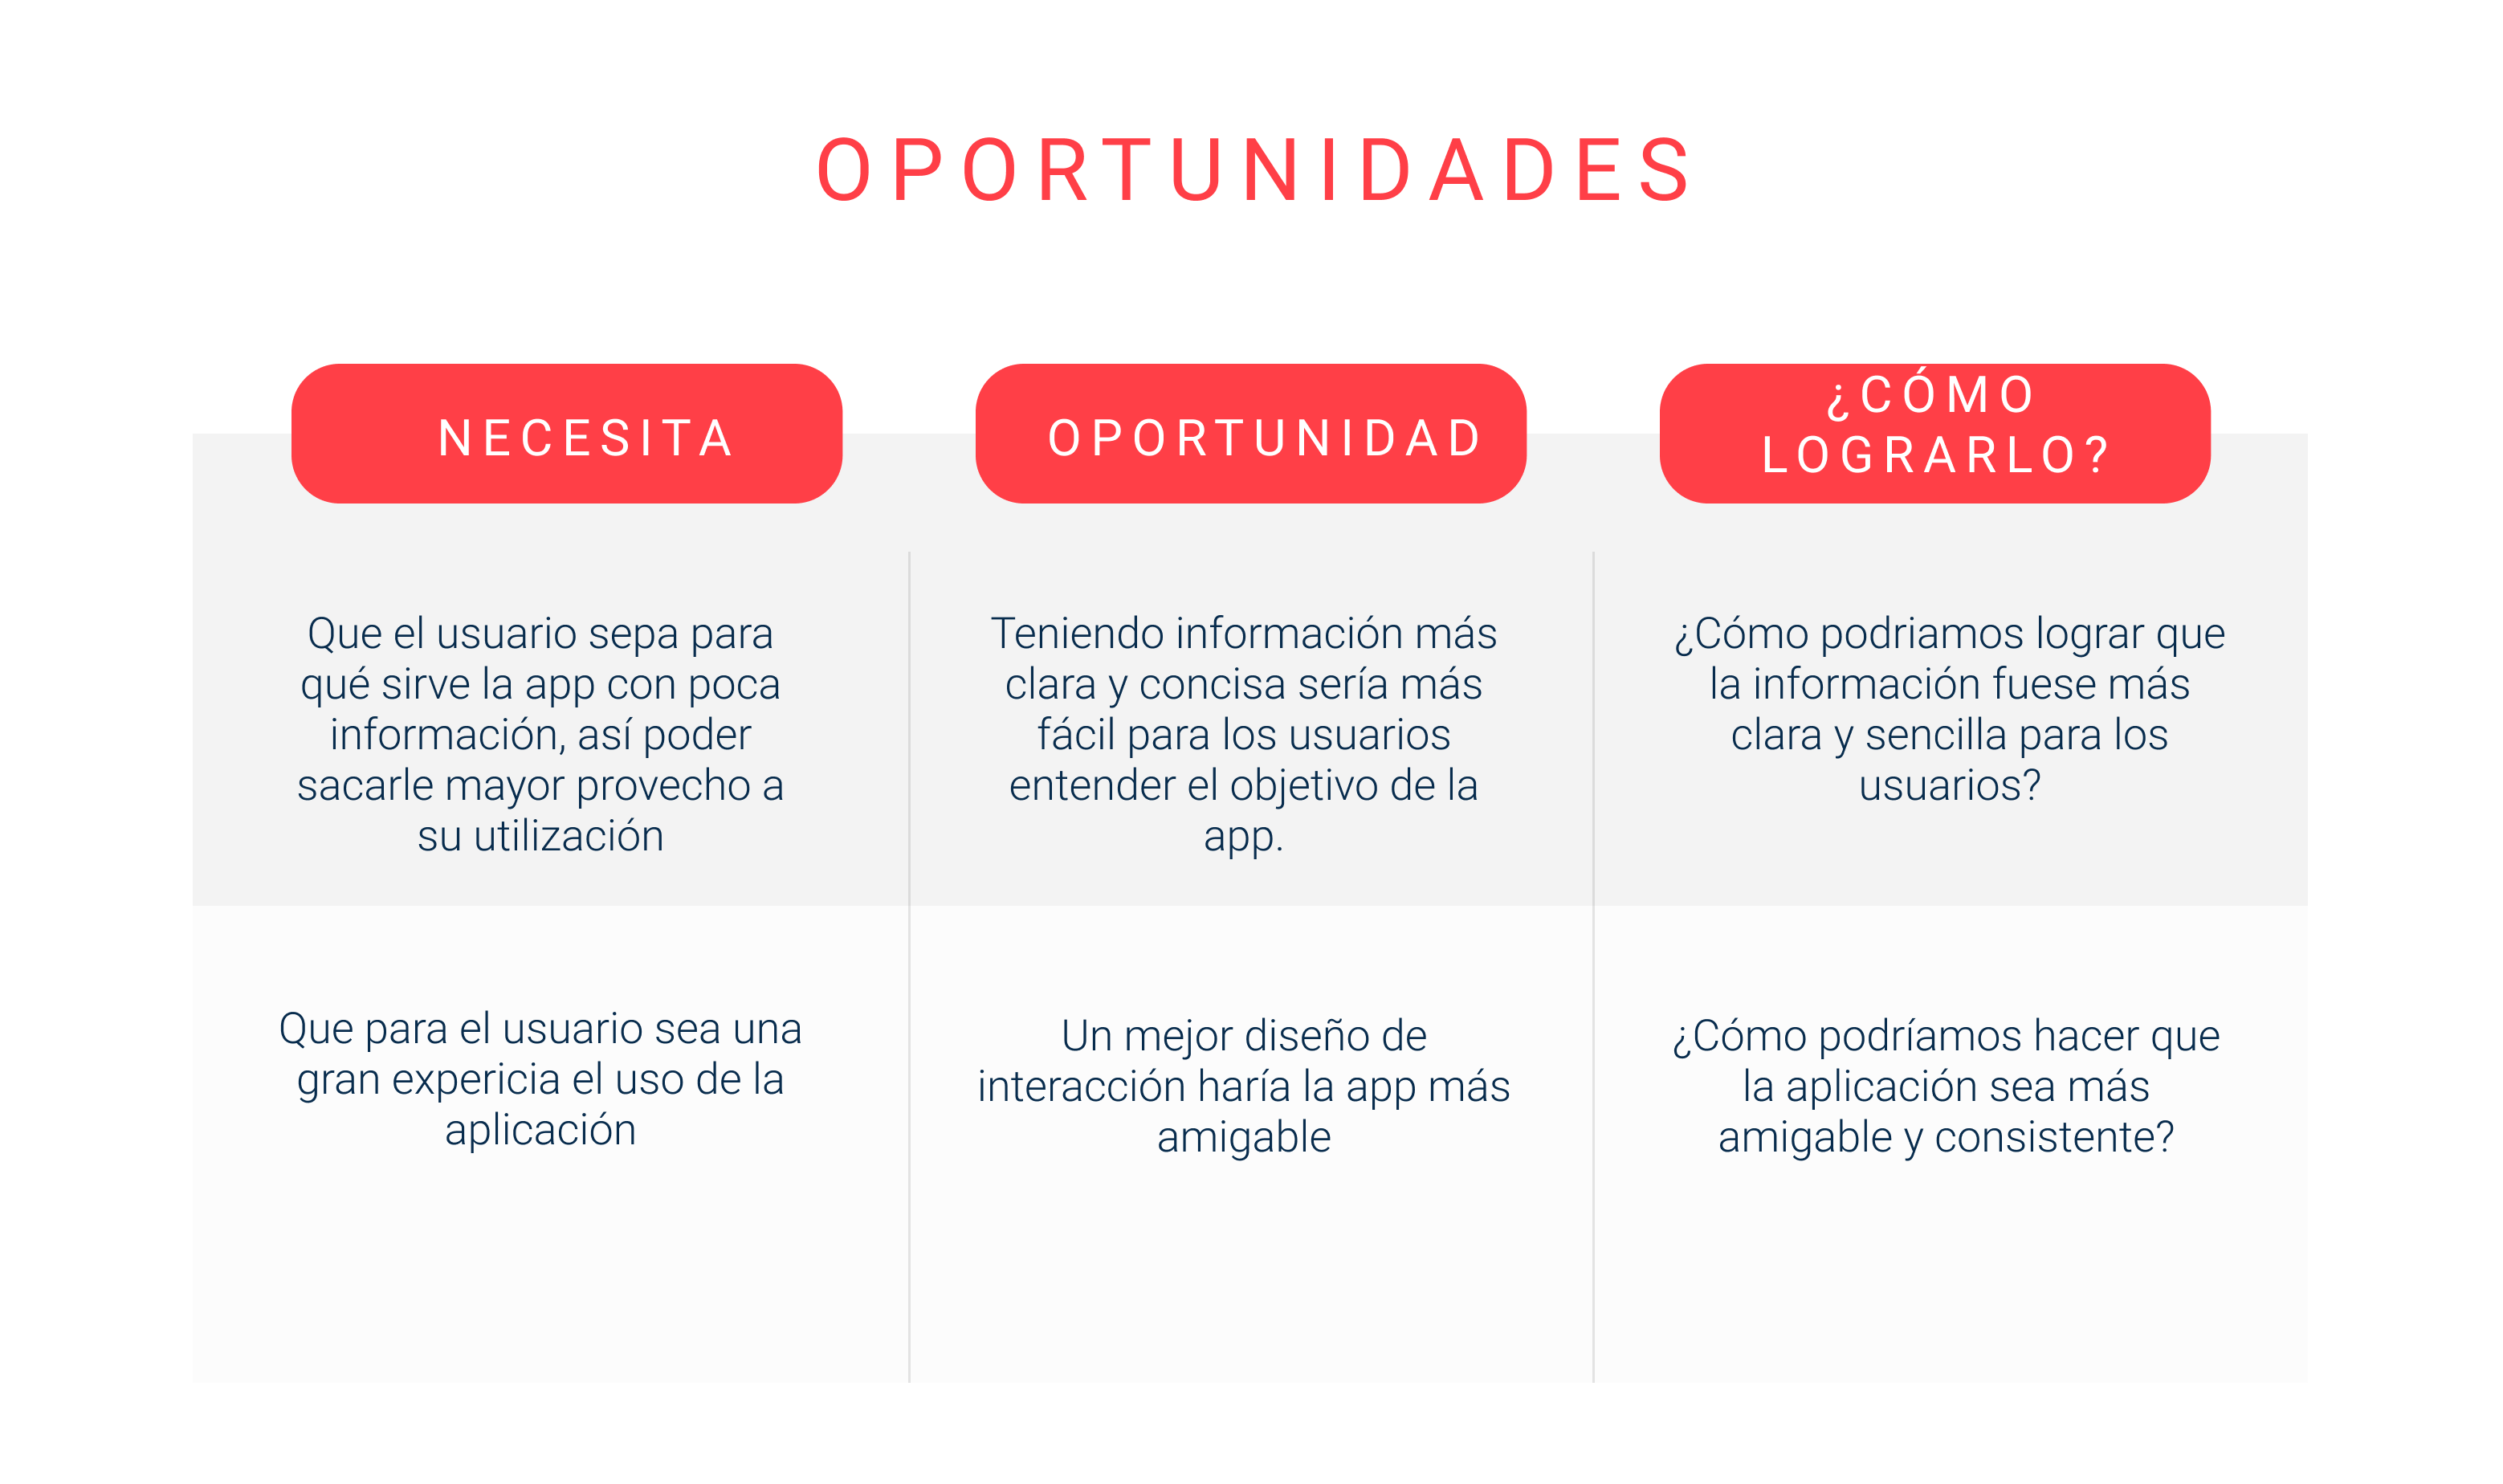 OPORTUNIDADES
NECESITA
OPORTUNIDAD
¿CÓMO
LOGRARLO?
Que el usuario sepa para
qué sirve la app con poca
información, así poder
sacarle mayor provecho a
su utilización
Teniendo información más
clara y concisa sería más
fácil para los usuarios
entender el objetivo de la
app.
¿Cómo podriamos lograr que
la información fuese más
clara y sencilla para los
usuarios?
Que para el usuario sea una
gran expericia el uso de la
aplicación
Un mejor diseño de
interacción haría la app más
amigable
¿Cómo podríamos hacer que
la aplicación sea más
amigable y consistente?